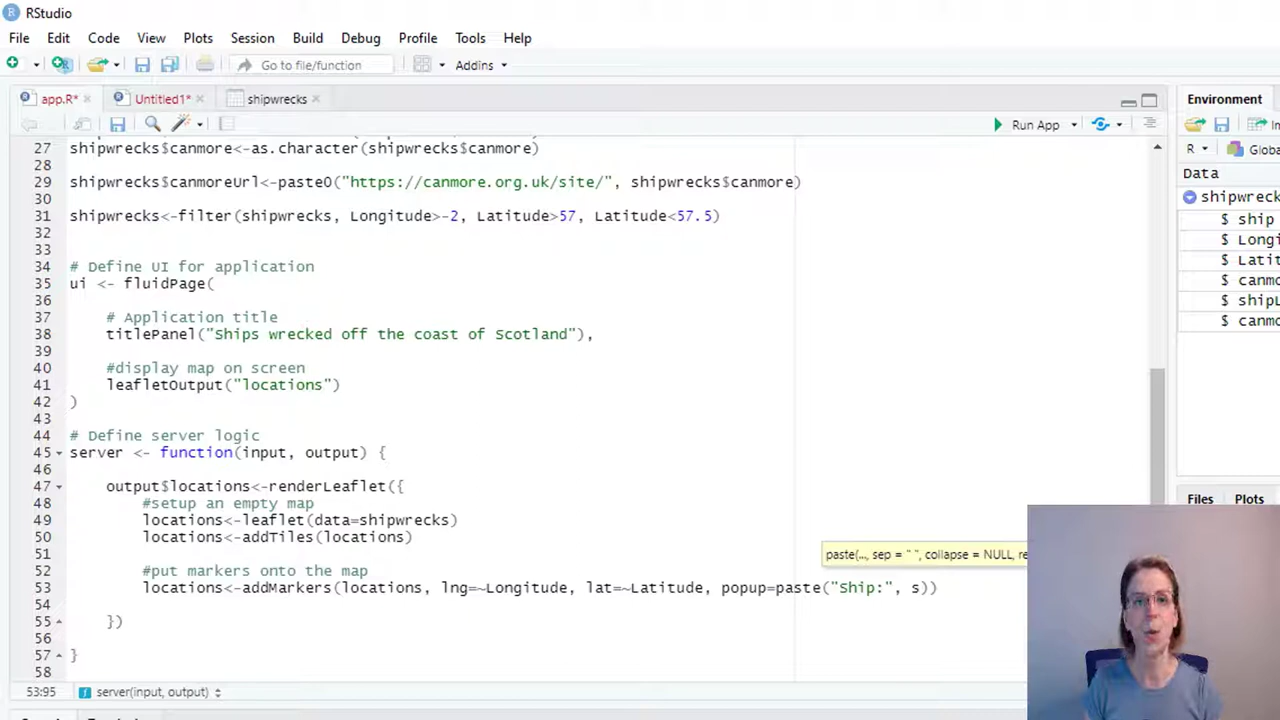 RStudio
File Edit Code View Plots Session Build Debug Profile Tools Help
Go to file/function Addins
app.R* Untitled1* shipwrecks
Run App
27 shipwrecks$canmore<-as.character(shipwrecks$canmore)
28
29 shipwrecks$canmoreUrl<-paste0("https://canmore.org.uk/site/", shipwrecks$canmore)
30
31 shipwrecks<-filter(shipwrecks, Longitude>-2, Latitude>57, Latitude<57.5)
32
33
34 # Define UI for application
35 ui <- fluidPage(
36
37 # Application title
38 titlePanel("Ships wrecked off the coast of Scotland"),
39
40 #display map on screen
41 leafletOutput("locations")
42 )
43
44 # Define server logic
45 server <- function(input, output) {
46
47 output$locations<-renderLeaflet({
48 #setup an empty map
49 locations<-leaflet(data=shipwrecks)
50 locations<-addTiles(locations)
51
paste(..., sep = " ", collapse = NULL, re
52 #put markers onto the map
53 locations<-addMarkers(locations, lng=~Longitude, lat=~Latitude, popup=paste("Ship:", s))
54
55 })
56
57 }
58
53:95 server(input, output)
Environment
Im
R Globa
Data
shipwreck
$ ship
$ Longi
$ Latit
$ canmo
$ shipL
$ canmo
Files Plots